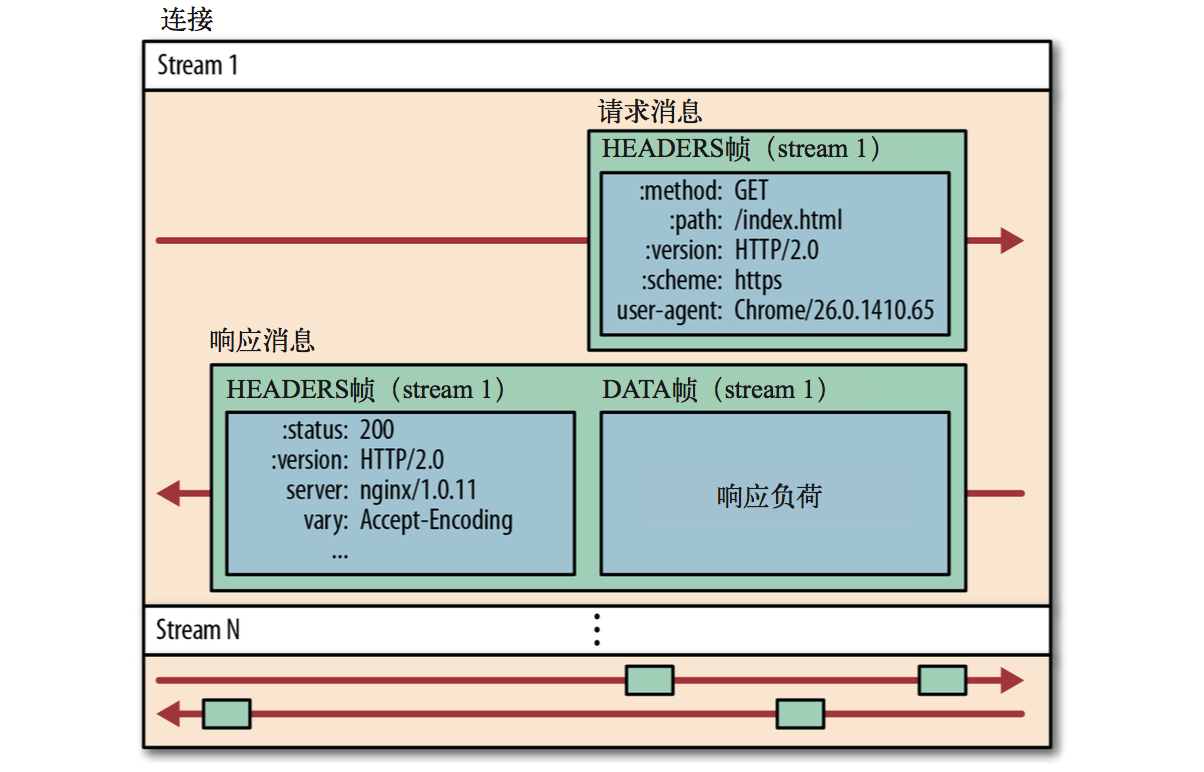 连接
Stream 1
请求消息
HEADERS帧（stream 1）
:method: GET
:path: /index.html
:version: HTTP/2.0
:scheme: https
user-agent: Chrome/26.0.1410.65
响应消息
HEADERS帧（stream 1）
:status: 200
:version: HTTP/2.0
server: nginx/1.0.11
vary: Accept-Encoding
...
DATA帧（stream 1）
响应负荷
Stream N